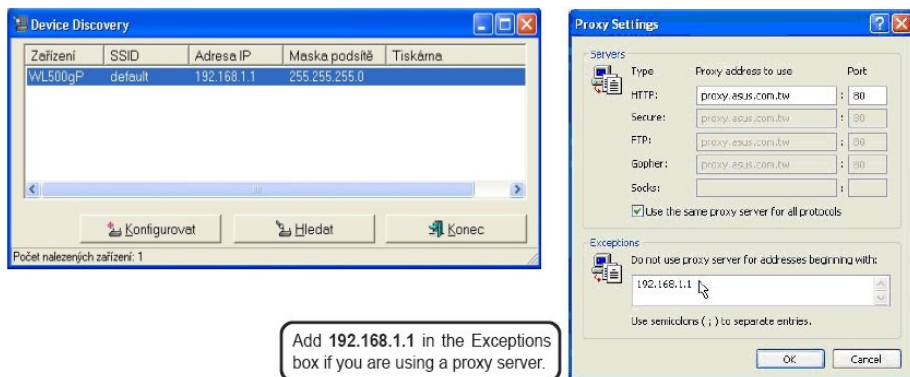 Device Discovery
Zařízení SSID Adresa IP Maska podsítě Tiskárna
WL500gP default 192.168.1.1 255.255.255.0
Konfigurovat Hledat Konec
Počet nalezených zařízení: 1
Add 192.168.1.1 in the Exceptions
box if you are using a proxy server.
Proxy Settings
Servers
Type Proxy address to use Port
HTTP: proxy.asus.com.tw : 80
Secure: proxy.asus.com.tw : 80
FTP: proxy.asus.com.tw : 80
Gopher: proxy.asus.com.tw : 80
Socks: :
Use the same proxy server for all protocols
Exceptions
Do not use proxy server for addresses beginning with:
192.168.1.1
Use semicolons ( ; ) to separate entries.
OK Cancel